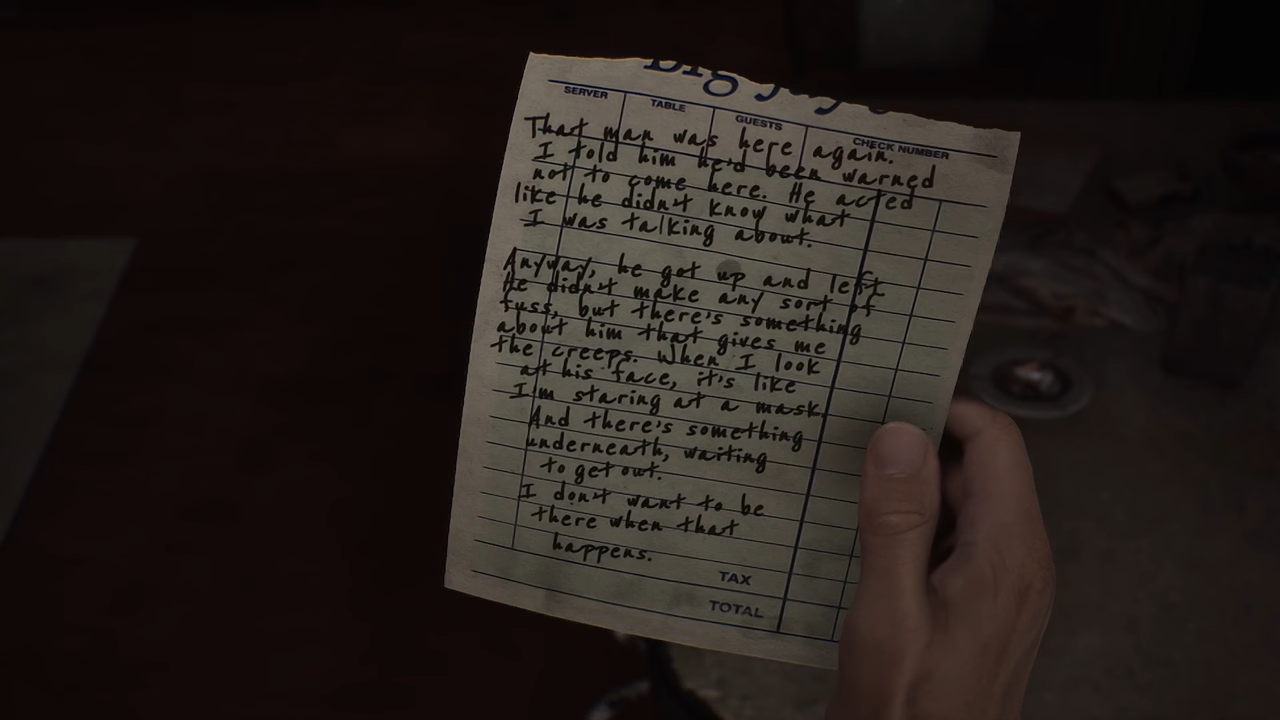 Big Jay's
SERVER TABLE GUESTS CHECK NUMBER
That man was here again.
I told him he'd been warned
not to come here. He acted
like he didn't know what
I was talking about.
Anyway, he got up and left
he didn't make any sort of
fuss, but there's something
about him that gives me
the creeps. When I look
at his face, it's like
I'm staring at a mask.
And there's something
underneath, waiting
to get out.
I don't want to be
there when that
happens.
TAX
TOTAL